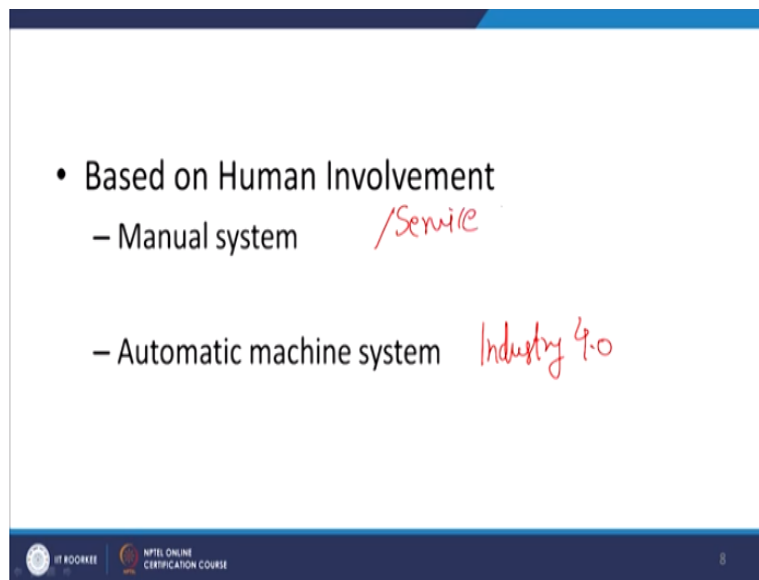 • Based on Human Involvement
– Manual system /Service
– Automatic machine system Industry 4.0
IIT ROORKEE NPTEL ONLINE
CERTIFICATION COURSE 8